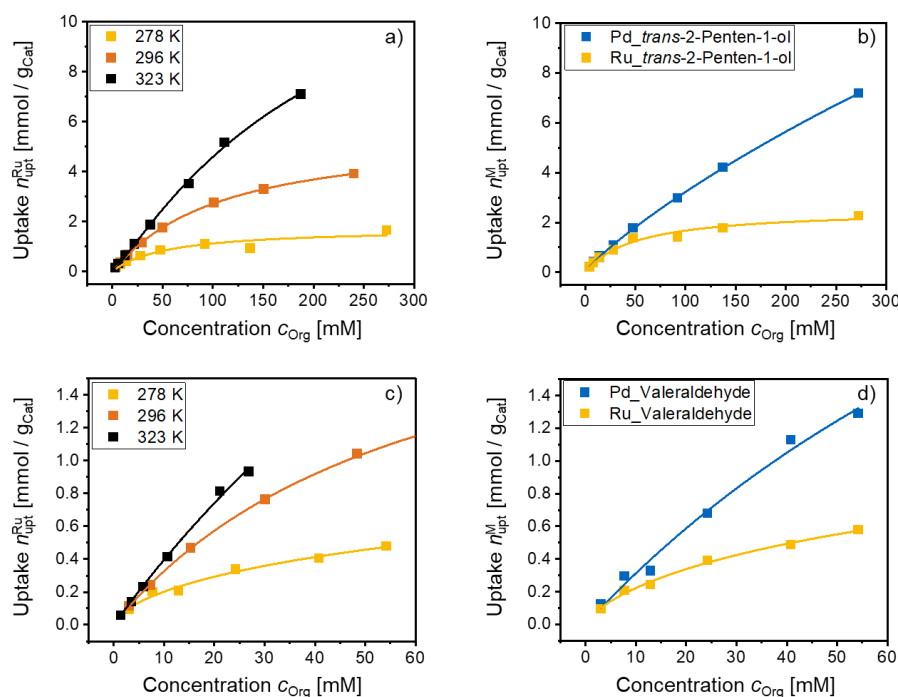 a)
278 K
296 K
323 K
10
8
6
4
2
0
0 50 100 150 200 250 300
Uptake n_upt^Ru [mmol / g_Cat]
Concentration c_Org [mM]
b)
Pd_trans-2-Penten-1-ol
Ru_trans-2-Penten-1-ol
10
8
6
4
2
0
0 50 100 150 200 250 300
Uptake n_upt^M [mmol / g_Cat]
Concentration c_Org [mM]
c)
278 K
296 K
323 K
1.4
1.2
1.0
0.8
0.6
0.4
0.2
0.0
0 10 20 30 40 50 60
Uptake n_upt^Ru [mmol / g_Cat]
Concentration c_Org [mM]
d)
Pd_Valeraldehyde
Ru_Valeraldehyde
1.4
1.2
1.0
0.8
0.6
0.4
0.2
0.0
0 10 20 30 40 50 60
Uptake n_upt^M [mmol / g_Cat]
Concentration c_Org [mM]